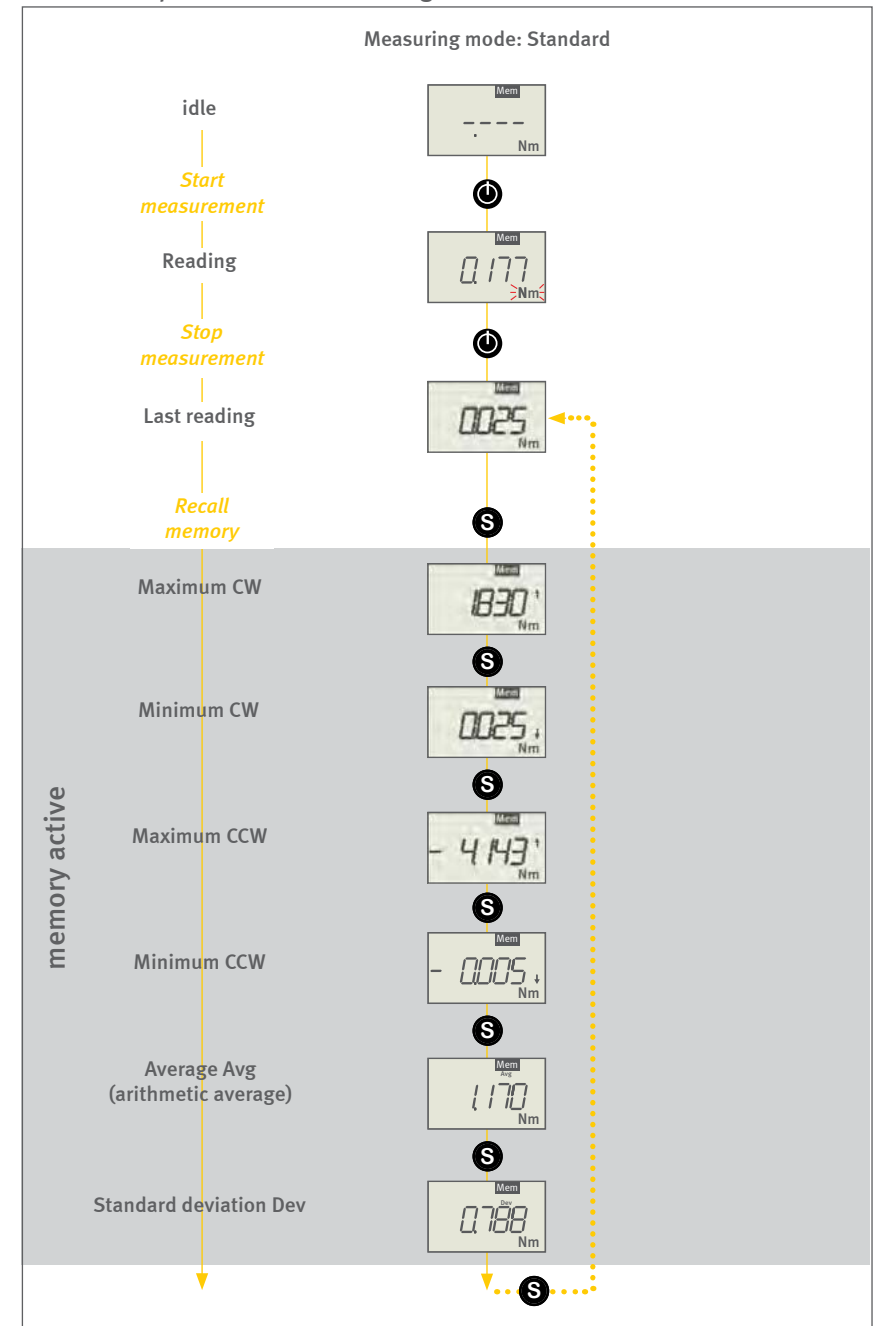 Measuring mode: Standard
Mem
idle
-.---
Nm
Start
measurement
Mem
Reading
0.177
Nm
Stop
measurement
Mem
Last reading
0.025
Nm
Recall
memory
S
memory active
Mem
Maximum CW
1.830
Nm
S
Mem
Minimum CW
0.025
Nm
S
Mem
Maximum CCW
- 4.143
Nm
S
Mem
Minimum CCW
- 0.005
Nm
S
Mem
Avg
Average Avg
(arithmetic average)
1.170
Nm
S
Mem
Dev
Standard deviation Dev
0.788
Nm
S